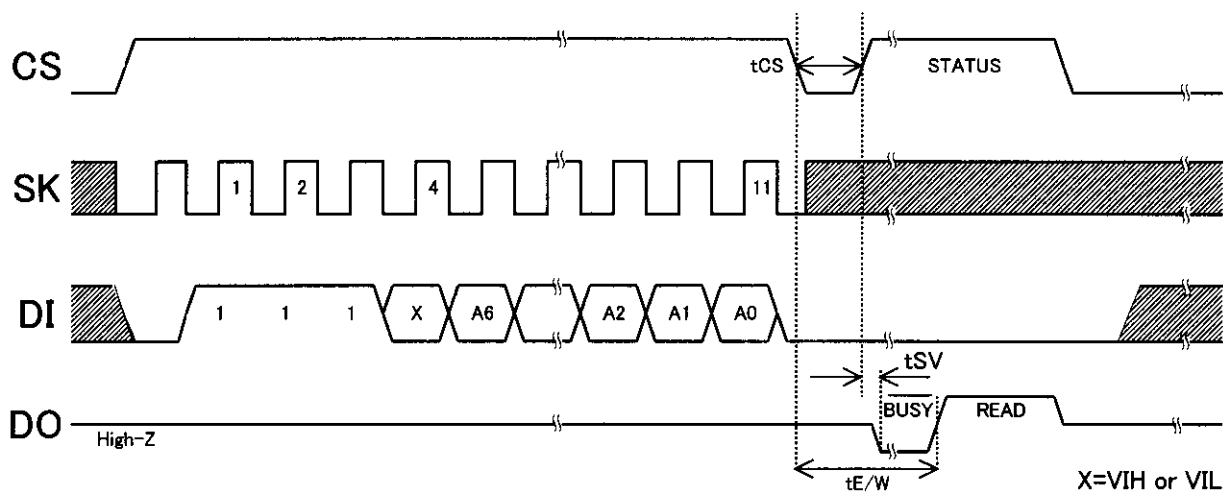 CS
tCS
STATUS
SK
1
2
4
11
DI
1
1
1
X
A6
A2
A1
A0
tSV
DO
High-Z
BUSY
READ
tE/W
X=VIH or VIL